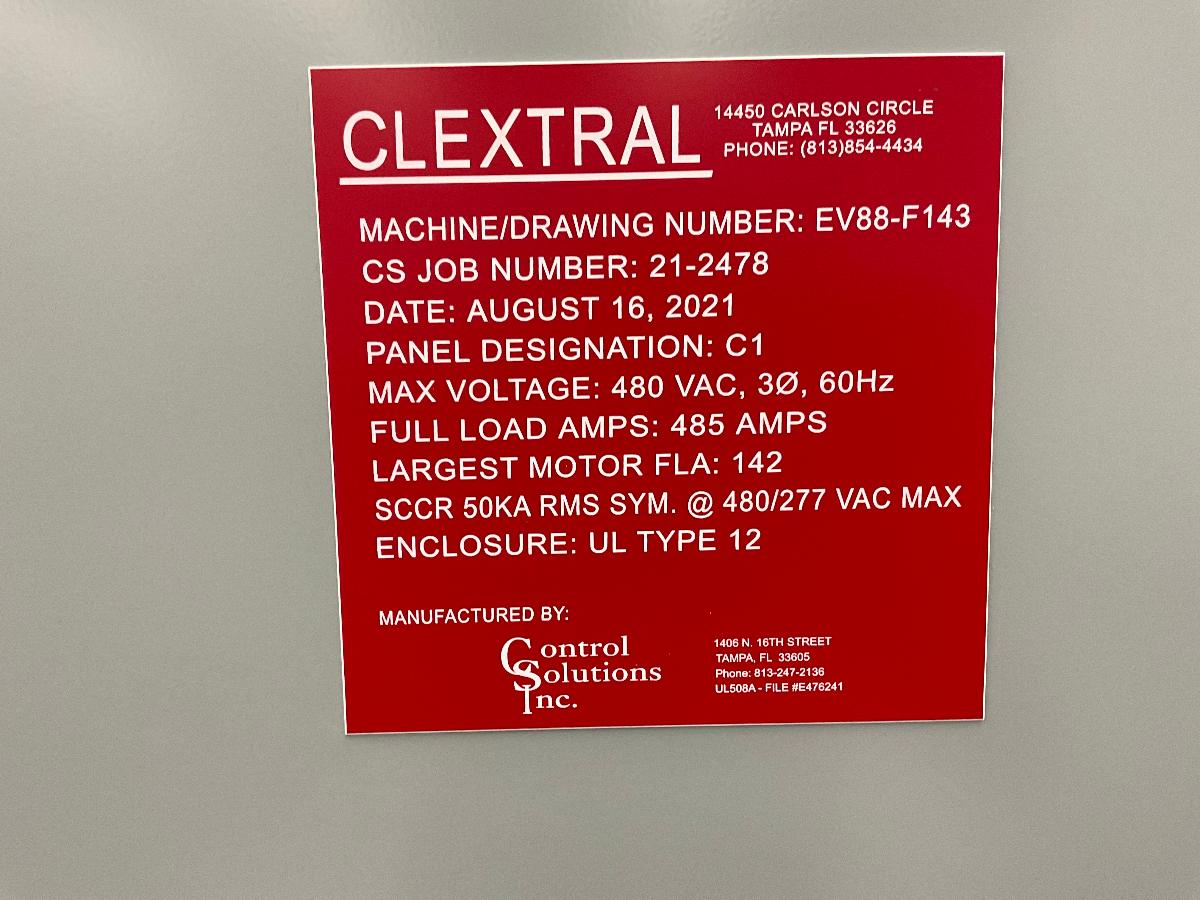 CLEXTRAL
14450 CARLSON CIRCLE
TAMPA FL 33626
PHONE: (813)854-4434
MACHINE/DRAWING NUMBER: EV88-F143
CS JOB NUMBER: 21-2478
DATE: AUGUST 16, 2021
PANEL DESIGNATION: C1
MAX VOLTAGE: 480 VAC, 3Ø, 60Hz
FULL LOAD AMPS: 485 AMPS
LARGEST MOTOR FLA: 142
SCCR 50KA RMS SYM. @ 480/277 VAC MAX
ENCLOSURE: UL TYPE 12
MANUFACTURED BY:
Control
Solutions
Inc.
1406 N. 16TH STREET
TAMPA, FL 33605
Phone: 813-247-2136
UL508A - FILE #E476241